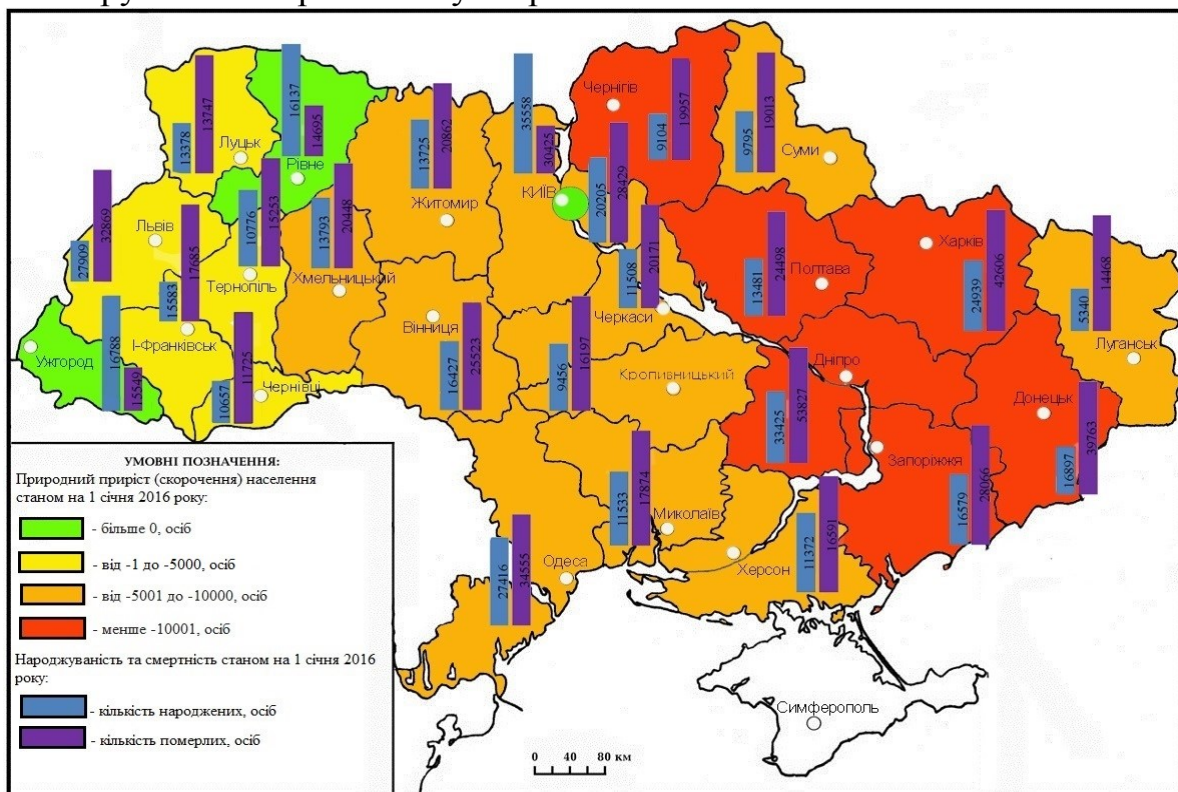 13747
13378
Луцьк
16137
14695
Рівне
13725
20862
Житомир
35558
30425
КИЇВ
20205
28429
Чернігів
9104
19957
9795
19013
Суми
32869
27909
Львів
15583
17685
10776
15253
Тернопіль
13793
20448
Хмельницький
11508
20171
Черкаси
13481
24498
Полтава
Харків
24939
42606
5340
14468
Луганськ
Ужгород
16788
15549
І-Франківськ
10657
11725
Чернівці
Вінниця
16427
25523
9456
16197
Кропивницький
Дніпро
33425
53827
Донецьк
16897
39763
Запоріжжя
16579
28066
11533
17874
Миколаїв
Херсон
11372
16591
Одеса
27416
34555
Симферополь
0 40 80 км
УМОВНІ ПОЗНАЧЕННЯ:
Природний приріст (скорочення) населення
станом на 1 січня 2016 року:
- більше 0, осіб
- від -1 до -5000, осіб
- від -5001 до -10000, осіб
- менше -10001, осіб
Народжуваність та смертність станом на 1 січня 2016
року:
- кількість народжених, осіб
- кількість померлих, осіб